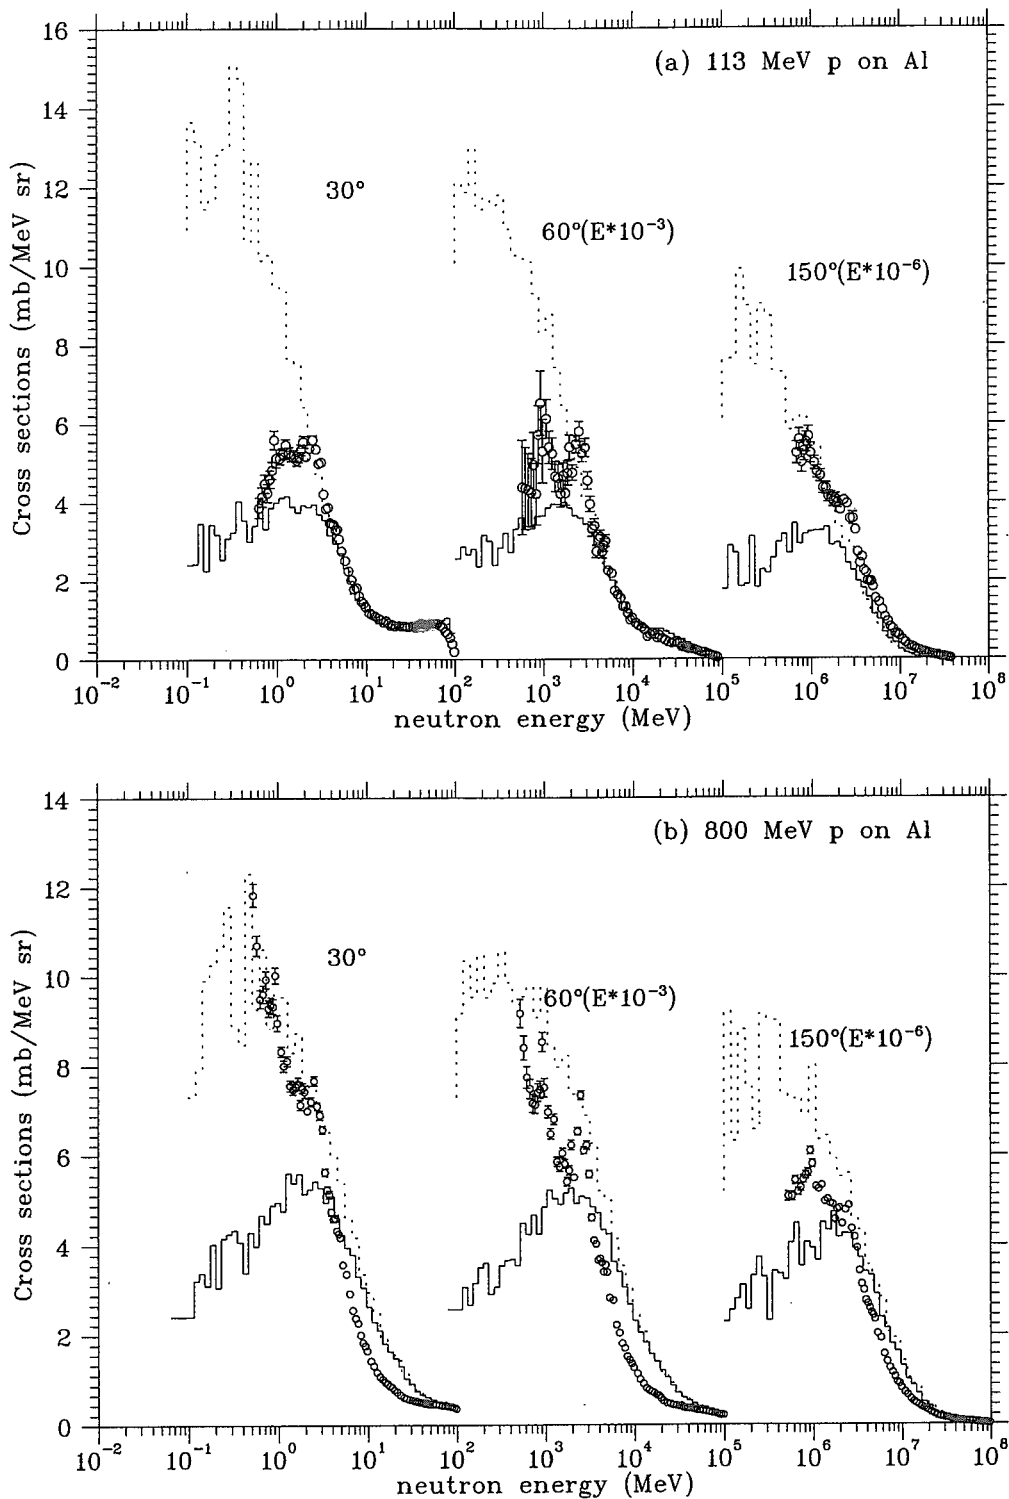 (a) 113 MeV p on Al
16
14
12
10
8
6
4
2
0
Cross sections (mb/MeV sr)
30°
60°(E*10⁻³)
150°(E*10⁻⁶)
10⁻² 10⁻¹ 10⁰ 10¹ 10² 10³ 10⁴ 10⁵ 10⁶ 10⁷ 10⁸
neutron energy (MeV)
(b) 800 MeV p on Al
14
12
10
8
6
4
2
0
Cross sections (mb/MeV sr)
30°
60°(E*10⁻³)
150°(E*10⁻⁶)
10⁻² 10⁻¹ 10⁰ 10¹ 10² 10³ 10⁴ 10⁵ 10⁶ 10⁷ 10⁸
neutron energy (MeV)